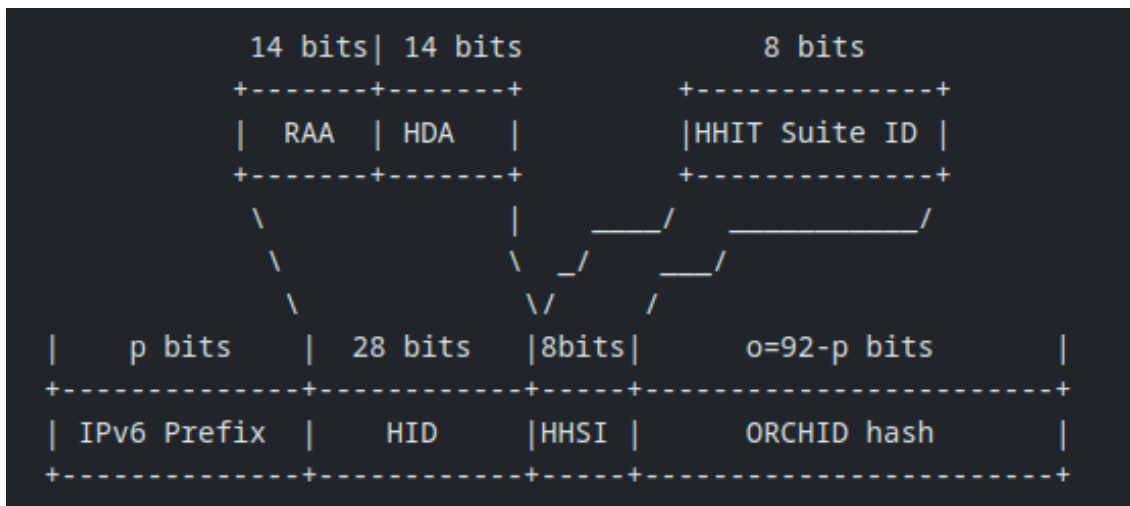 14 bits| 14 bits                8 bits
+-------+-------+         +--------------+
|  RAA  | HDA   |         |HHIT Suite ID |
+-------+-------+         +--------------+
\              |    ____/   ___________/
\             \  _/    ___/
\             \/      /
|    p bits    |  28 bits  |8bits|      o=92-p bits       |
+--------------+------------+-----+------------------------+
| IPv6 Prefix  |    HID     |HHSI |      ORCHID hash       |
+--------------+------------+-----+------------------------+